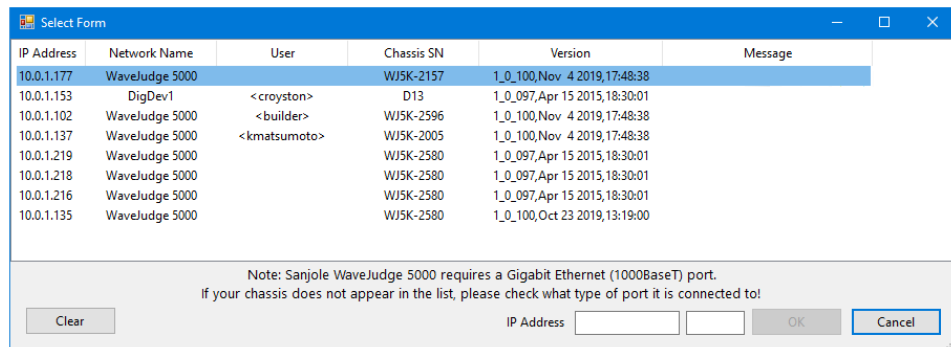 Select Form
IP Address Network Name User Chassis SN Version Message
10.0.1.177 WaveJudge 5000 WJ5K-2157 1_0_100,Nov 4 2019,17:48:38
10.0.1.153 DigDev1 <croyston> D13 1_0_097,Apr 15 2015,18:30:01
10.0.1.102 WaveJudge 5000 <builder> WJ5K-2596 1_0_100,Nov 4 2019,17:48:38
10.0.1.137 WaveJudge 5000 <kmatsumoto> WJ5K-2005 1_0_100,Nov 4 2019,17:48:38
10.0.1.219 WaveJudge 5000 WJ5K-2580 1_0_097,Apr 15 2015,18:30:01
10.0.1.218 WaveJudge 5000 WJ5K-2580 1_0_097,Apr 15 2015,18:30:01
10.0.1.216 WaveJudge 5000 WJ5K-2580 1_0_097,Apr 15 2015,18:30:01
10.0.1.135 WaveJudge 5000 WJ5K-2580 1_0_100,Oct 23 2019,13:19:00
Note: Sanjole WaveJudge 5000 requires a Gigabit Ethernet (1000BaseT) port.
If your chassis does not appear in the list, please check what type of port it is connected to!
Clear IP Address OK Cancel